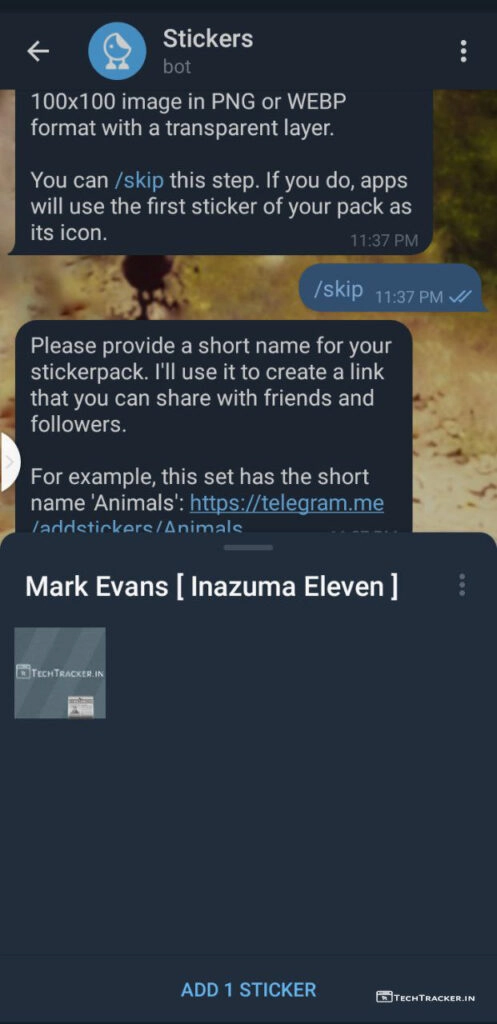 Stickers
bot
100x100 image in PNG or WEBP
format with a transparent layer.
You can /skip this step. If you do, apps
will use the first sticker of your pack as
its icon.
11:37 PM
/skip 11:37 PM
Please provide a short name for your
stickerpack. I'll use it to create a link
that you can share with friends and
followers.
For example, this set has the short
name 'Animals': https://telegram.me
/addstickers/Animals
Mark Evans [ Inazuma Eleven ]
TECHTRACKER.IN
ADD 1 STICKER
TECHTRACKER.IN